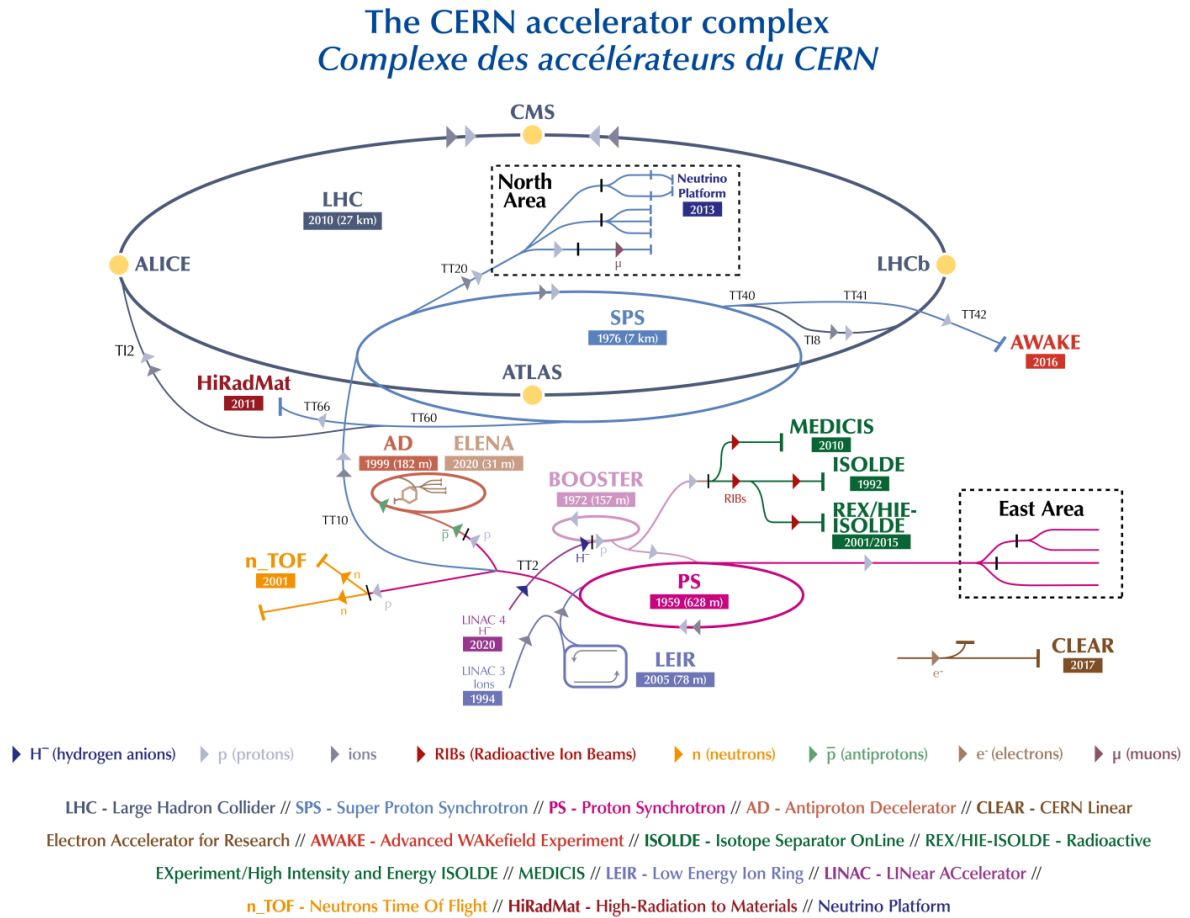 The CERN accelerator complex
Complexe des accélérateurs du CERN
CMS
North
Area
Neutrino
Platform
2013
LHC
2010 (27 km)
µ
ALICE
LHCb
TT20
TT40
TT41
SPS
1976 (7 km)
TT42
TI8
TI2
AWAKE
2016
ATLAS
HiRadMat
2011
TT66
TT60
AD
1999 (182 m)
ELENA
2020 (31 m)
MEDICIS
2010
BOOSTER
1972 (157 m)
ISOLDE
1992
RIBs
REX/HIE-
ISOLDE
2001/2015
East Area
TT10
p̅
p
H⁻
p
n_TOF
2001
n
n
p
TT2
PS
1959 (628 m)
LINAC 4
H⁻
2020
LINAC 3
Ions
1994
LEIR
2005 (78 m)
CLEAR
2017
e⁻
H⁻ (hydrogen anions)
p (protons)
ions
RIBs (Radioactive Ion Beams)
n (neutrons)
p̅ (antiprotons)
e⁻ (electrons)
µ (muons)
LHC - Large Hadron Collider // SPS - Super Proton Synchrotron // PS - Proton Synchrotron // AD - Antiproton Decelerator // CLEAR - CERN Linear
Electron Accelerator for Research // AWAKE - Advanced WAKefield Experiment // ISOLDE - Isotope Separator OnLine // REX/HIE-ISOLDE - Radioactive
EXperiment/High Intensity and Energy ISOLDE // MEDICIS // LEIR - Low Energy Ion Ring // LINAC - LINear ACcelerator //
n_TOF - Neutrons Time Of Flight // HiRadMat - High-Radiation to Materials // Neutrino Platform